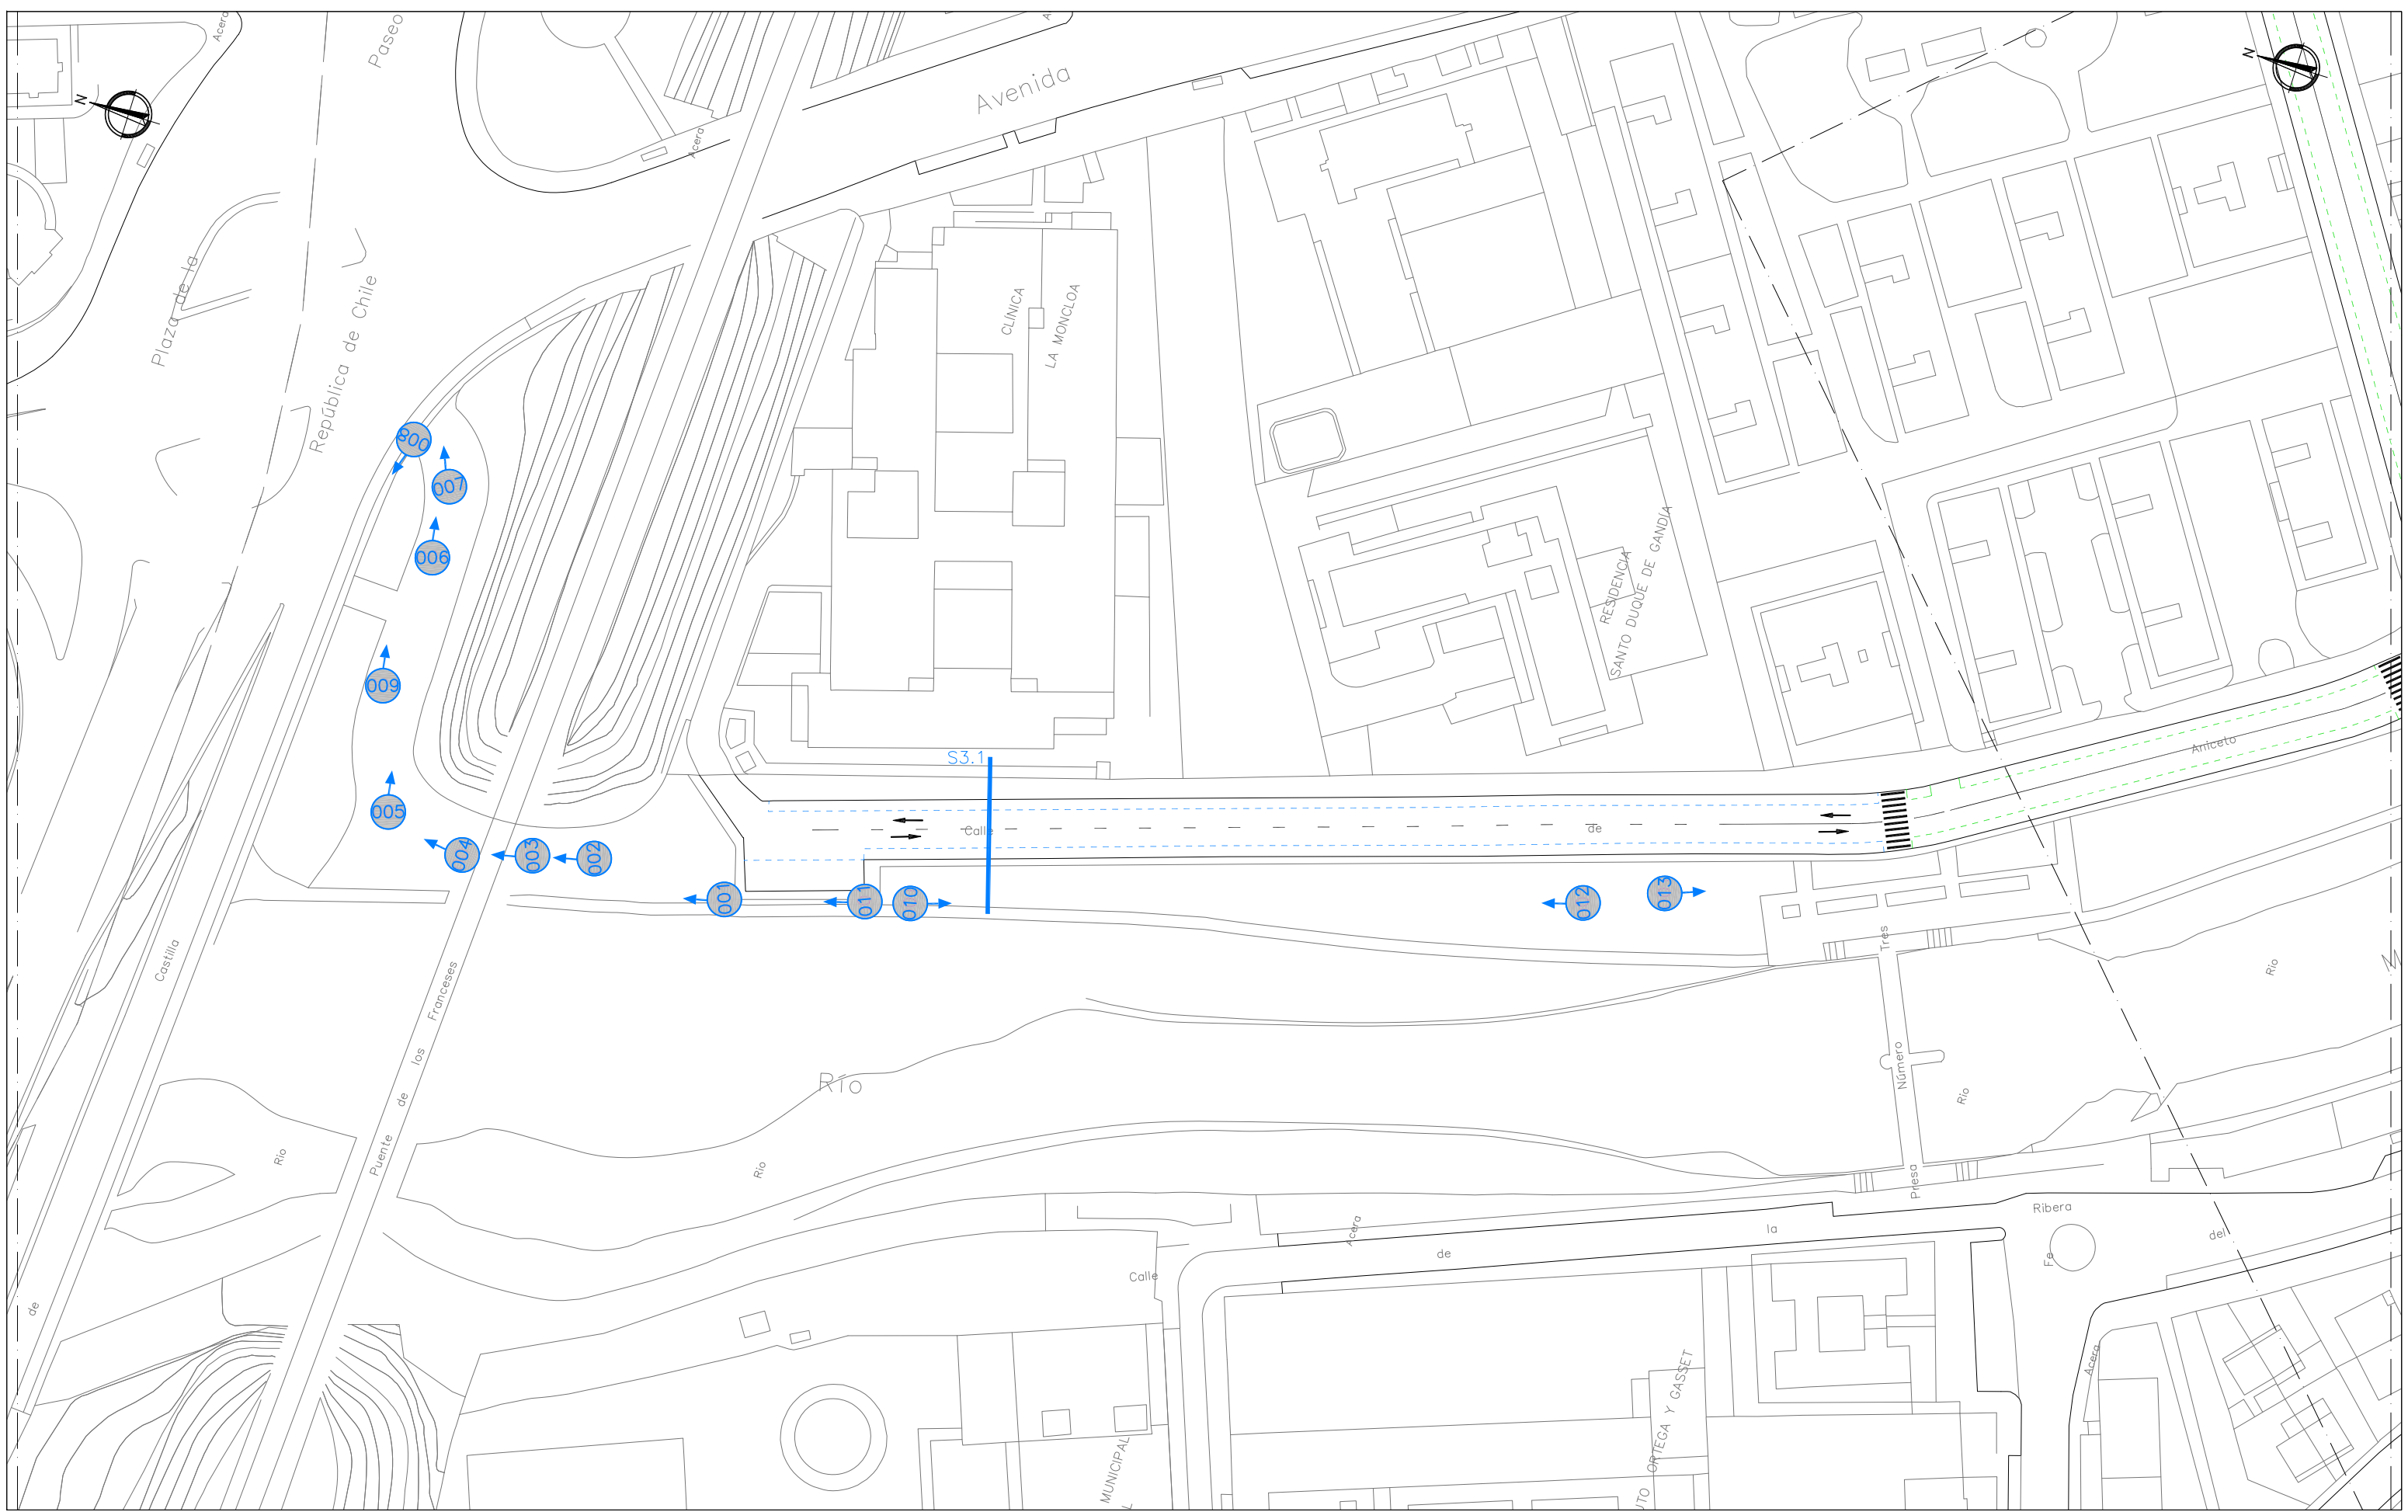 Acera
Paseo
A
N
N
Avenida
Acera
Plaza de la
República de Chile
CLÍNICA
LA MONCLOA
800
007
006
009
RESIDENCIA
SANTO DUQUE DE GANDÍA
S3.1
005
004
003
002
Calle
de
Aniceto
001
011
010
012
013
Castilla
Puente de los Franceses
Río
Río
Río
Río
Río
Presa Número Tres
Calle
de
la
Ribera
del
Acera
Fe
de
Acera
MUNICIPAL
L
ORTEGA Y GASSET
UTO